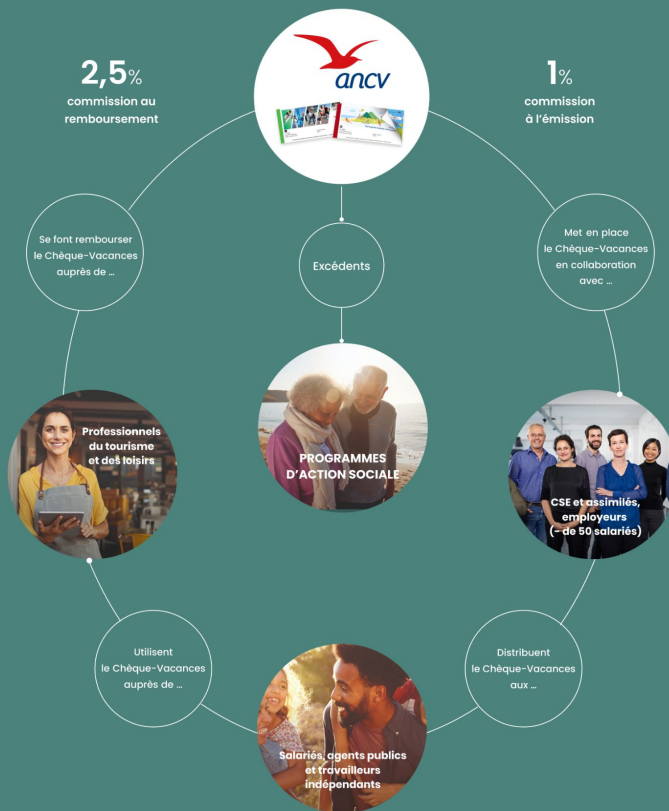 2,5%
commission au
remboursement
ancv
1%
commission
à l’émission
Se font rembourser
le Chèque-Vacances
auprès de ...
Excédents
Met en place
le Chèque-Vacances
en collaboration
avec ...
Professionnels
du tourisme
et des loisirs
PROGRAMMES
D’ACTION SOCIALE
CSE et assimilés,
employeurs
(- de 50 salariés)
Utilisent
le Chèque-Vacances
auprès de ...
Distribuent
le Chèque-Vacances
aux ...
Salariés, agents publics
et travailleurs
indépendants